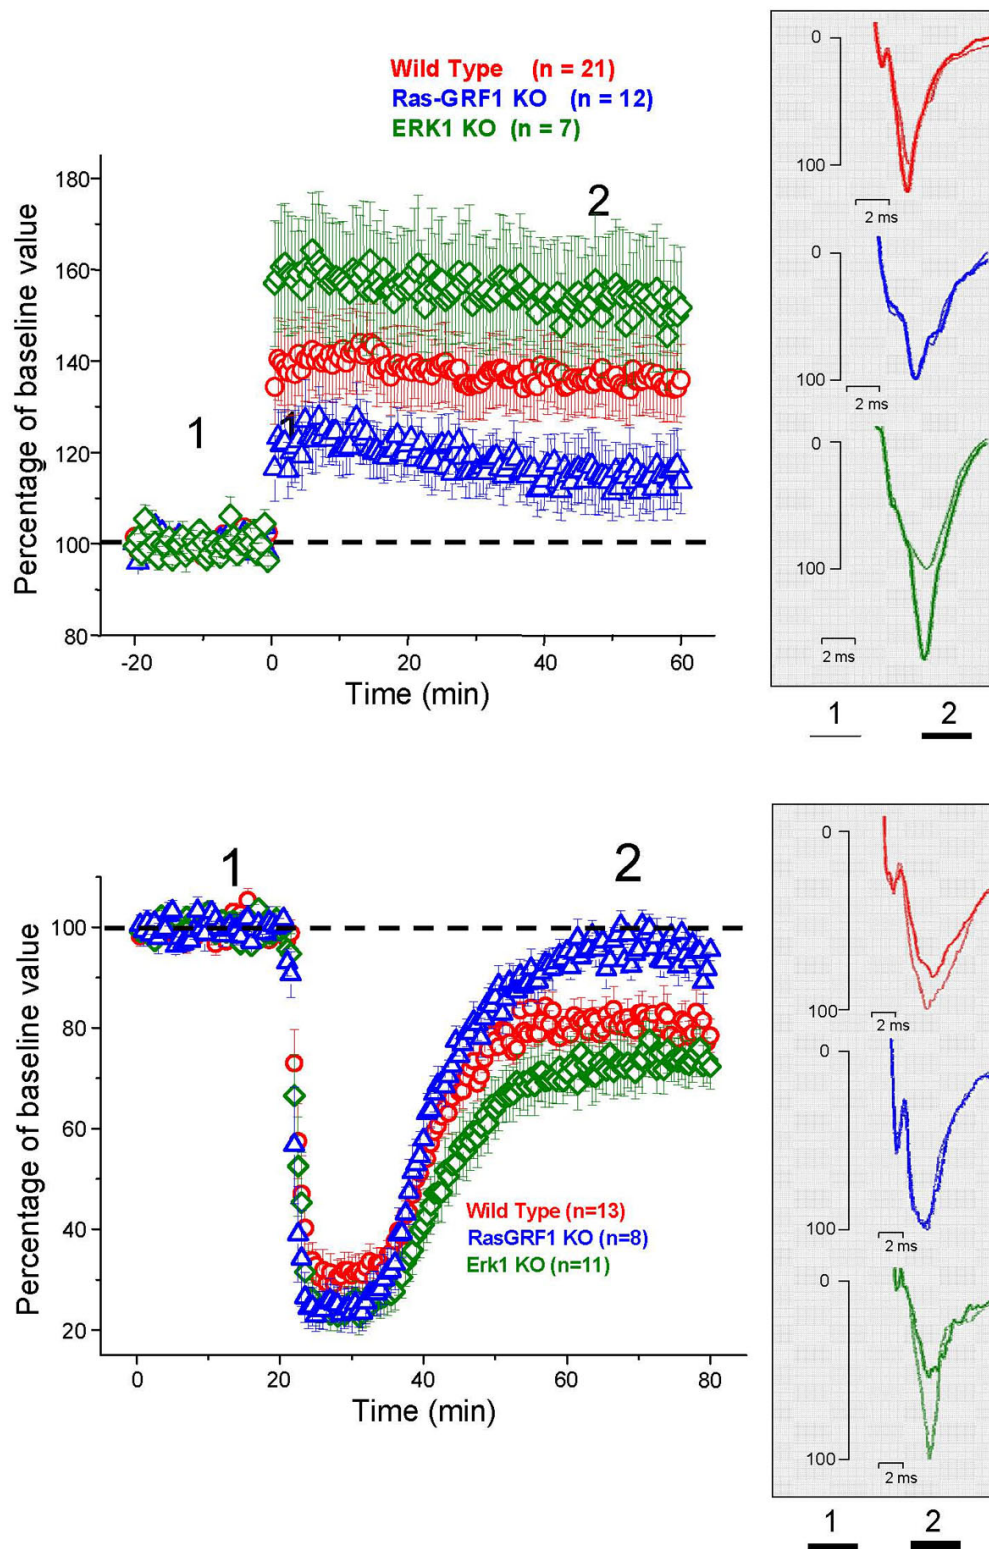 Wild Type (n = 21)
Ras-GRF1 KO (n = 12)
ERK1 KO (n = 7)
Percentage of baseline value
180
160
140
120
100
80
1
1
2
-20
0
20
40
60
Time (min)
0
100
2 ms
0
100
2 ms
0
100
2 ms
1
2
Percentage of baseline value
100
80
60
40
20
1
2
Wild Type (n=13)
RasGRF1 KO (n=8)
Erk1 KO (n=11)
0
20
40
60
80
Time (min)
0
100
2 ms
0
100
2 ms
0
100
2 ms
1
2